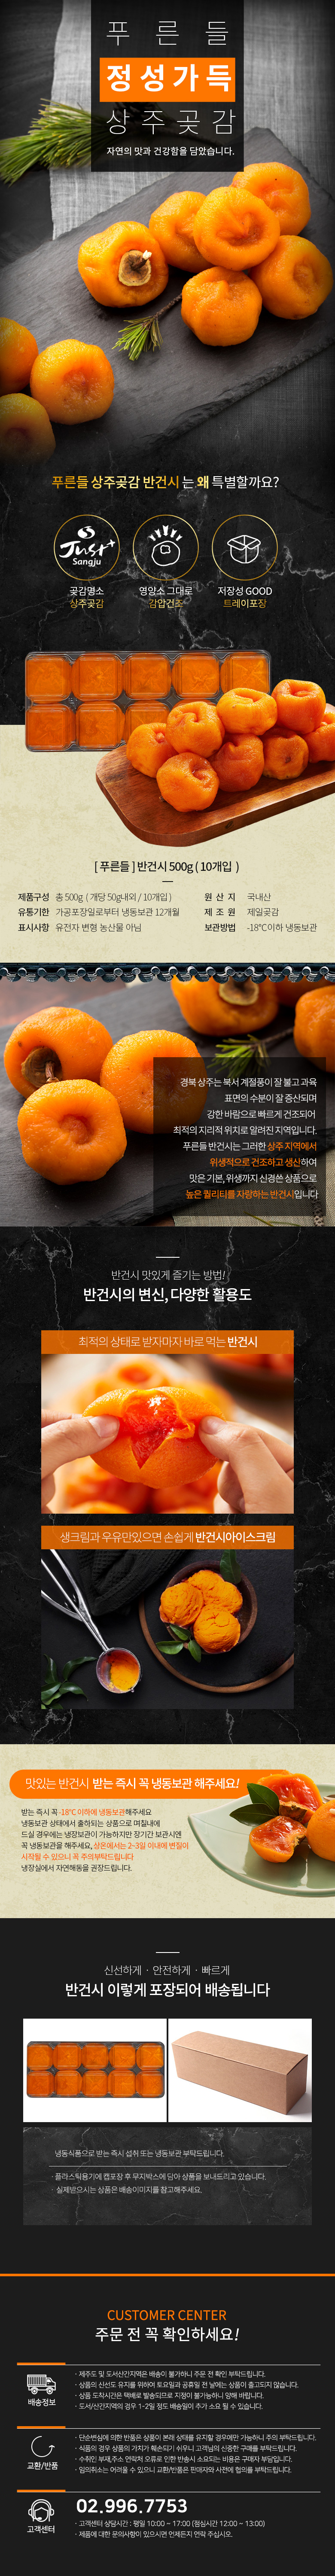 푸른들
정성가득
상주곶감
자연의 맛과 건강함을 담았습니다.
푸른들 상주곶감 반건시 는 왜 특별할까요?
Just+
Sangju
곶감명소
상주곶감
영양소 그대로
감압건조
저장성 GOOD
트레이포장
[ 푸른들 ] 반건시 500g ( 10개입 )
제품구성 총 500g ( 개당 50g내외 / 10개입 )
유통기한 가공포장일로부터 냉동보관 12개월
표시사항 유전자 변형 농산물 아님
원 산 지 국내산
제 조 원 제일곶감
보관방법 -18℃이하 냉동보관
경북 상주는 북서 계절풍이 잘 불고 과육
표면의 수분이 잘 증산되며
강한 바람으로 빠르게 건조되어
최적의 지리적 위치로 알려진 지역입니다.
푸른들 반건시는 그러한 상주 지역에서
위생적으로 건조하고 생산하여
맛은 기본, 위생까지 신경쓴 상품으로
높은 퀄리티를 자랑하는 반건시입니다
반건시 맛있게 즐기는 방법!
반건시의 변신, 다양한 활용도
최적의 상태로 받자마자 바로 먹는 반건시
생크림과 우유만있으면 손쉽게 반건시아이스크림
맛있는 반건시 받는 즉시 꼭 냉동보관 해주세요!
받는 즉시 꼭 -18℃ 이하에 냉동보관해주세요
냉동보관 상태에서 출하되는 상품으로 며칠내에
드실 경우에는 냉장보관이 가능하지만 장기간 보관시엔
꼭 냉동보관을 해주세요, 상온에서는 2~3일 이내에 변질이
시작될 수 있으니 꼭 주의부탁드립니다
냉장실에서 자연해동을 권장드립니다.
신선하게 · 안전하게 · 빠르게
반건시 이렇게 포장되어 배송됩니다
냉동식품으로 받는 즉시 섭취 또는 냉동보관 부탁드립니다.
· 플라스틱용기에 캡포장 후 무지박스에 담아 상품을 보내드리고 있습니다.
실제받으시는 상품은 배송이미지를 참고해주세요.
CUSTOMER CENTER
주문 전 꼭 확인하세요!
배송정보
· 제주도 및 도서산간지역은 배송이 불가하니 주문 전 확인 부탁드립니다.
· 상품의 신선도 유지를 위하여 토요일과 공휴일 전 날에는 상품이 출고되지 않습니다.
· 상품 도착시간은 택배로 발송되므로 지정이 불가능하니 양해 바랍니다.
· 도서/산간지역의 경우 1-2일 정도 배송일이 추가 소요 될 수 있습니다.
교환/반품
· 단순변심에 의한 반품은 상품이 본래 상태를 유지할 경우에만 가능하니 주의 부탁드립니다.
· 식품의 경우 상품의 가치가 훼손되기 쉬우니 고객님의 신중한 구매를 부탁드립니다.
· 수취인 부재,주소 연락처 오류로 인한 반송시 소요되는 비용은 구매자 부담입니다.
· 임의취소는 어려울 수 있으니 교환/반품은 판매자와 사전에 협의를 부탁드립니다.
고객센터
02.996.7753
· 고객센터 상담시간 : 평일 10:00 ~ 17:00 (점심시간 12:00 ~ 13:00)
· 제품에 대한 문의사항이 있으시면 언제든지 연락 주십시오.